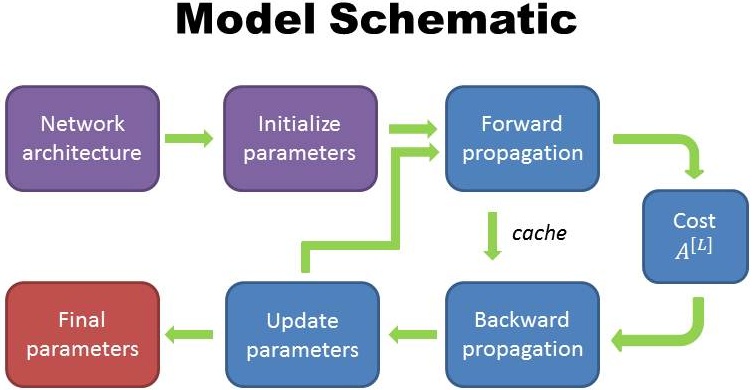 Model Schematic
Network
architecture
Initialize
parameters
Forward
propagation
Cost
A^[L]
cache
Final
parameters
Update
parameters
Backward
propagation